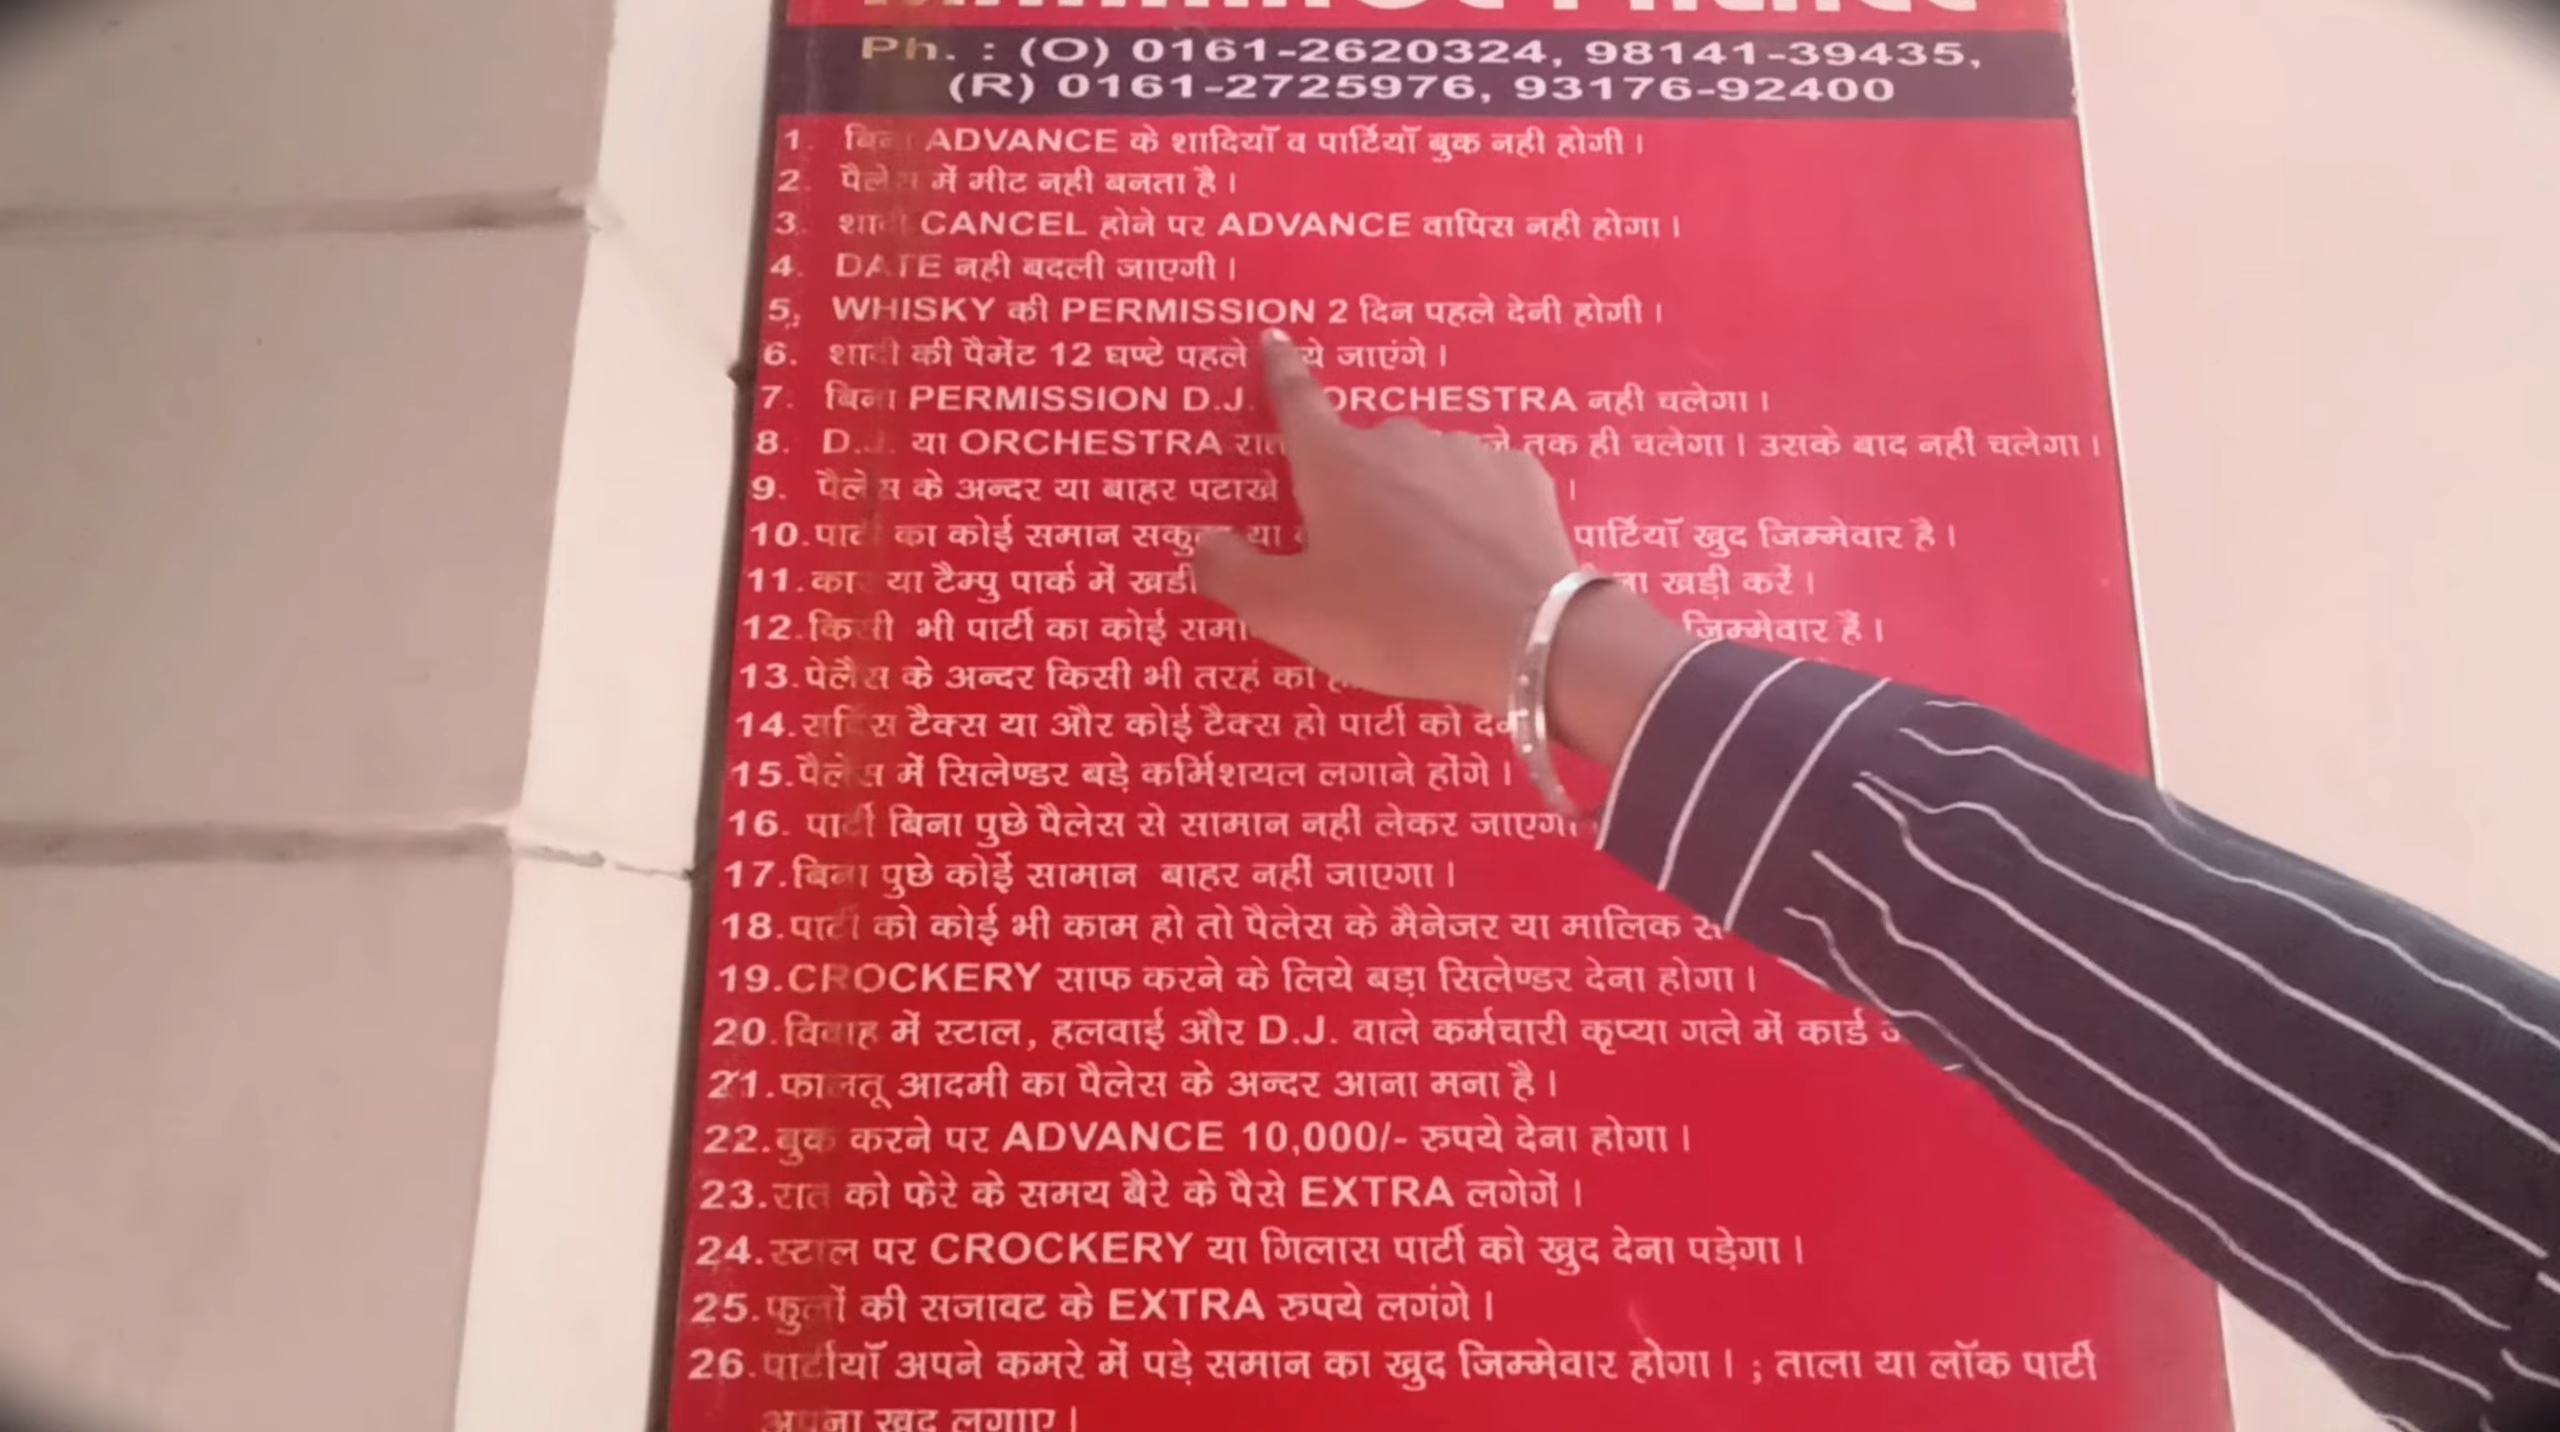 Ph. : (O) 0161-2620324, 98141-39435,
(R) 0161-2725976, 93176-92400
1. बिना ADVANCE के शादियाँ व पार्टियाँ बुक नही होगी।
2. पैलेस में मीट नही बनता है।
3. शादी CANCEL होने पर ADVANCE वापिस नही होगा।
4. DATE नही बदली जाएगी।
5, WHISKY की PERMISSION 2 दिन पहले देनी होगी।
6. शादी की पैमेंट 12 घण्टे पहले जाएंगे।
7. बिना PERMISSION D.J. ORCHESTRA नही चलेगा।
8. D.J. या ORCHESTRA तक ही चलेगा। उसके बाद नहीं चलेगा।
9. पैलेस के अन्दर या बाहर पटाखे ।
10. पार्टी का कोई समान या पार्टियाँ खुद जिम्मेवार है।
11. कार या टैम्पु पार्क में खडी खड़ी करें।
12. किसी भी पार्टी का कोई जिम्मेवार हैं।
13. पेलैस के अन्दर किसी भी तरहं का
14. सर्विस टैक्स या और कोई टैक्स हो पार्टी को
15. पैलेस में सिलेण्डर बड़े कर्मिशयल लगाने होंगे।
16. पार्टी बिना पुछे पैलेस से सामान नहीं लेकर जाएगी
17. बिना पुछे कोई सामान बाहर नहीं जाएगा।
18. पार्टी को कोई भी काम हो तो पैलेस के मैनेजर या मालिक
19. CROCKERY साफ करने के लिये बड़ा सिलेण्डर देना होगा।
20. विवाह में स्टाल, हलवाई और D.J. वाले कर्मचारी कृप्या गले में कार्ड
21. फालतू आदमी का पैलेस के अन्दर आना मना है।
22. बुक करने पर ADVANCE 10,000/- रुपये देना होगा।
23. रात को फेरे के समय बैरे के पैसे EXTRA लगेगें।
24. स्टाल पर CROCKERY या गिलास पार्टी को खुद देना पड़ेगा।
25. फुलों की सजावट के EXTRA रुपये लगंगे।
26. पार्टीयाँ अपने कमरे में पड़े समान का खुद जिम्मेवार होगा। ; ताला या लॉक पार्टी
अपना खुद लगाए।